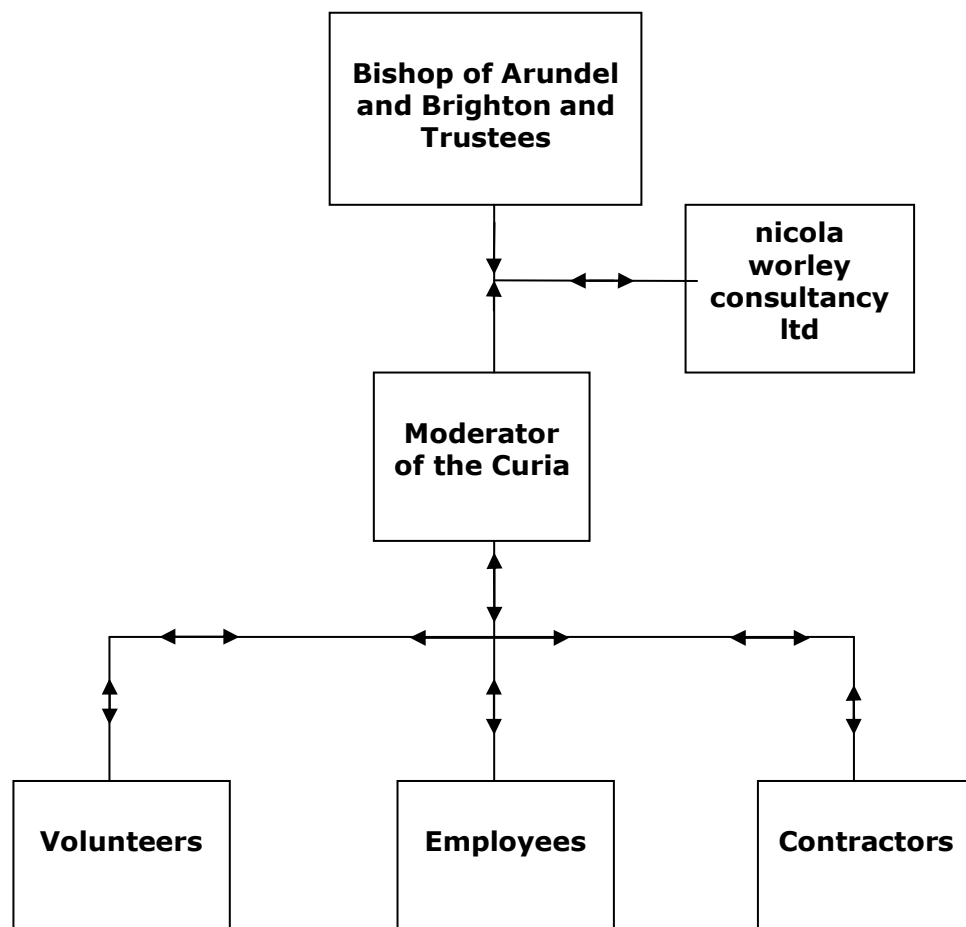 Bishop of Arundel
and Brighton and
Trustees
nicola
worley
consultancy
ltd
Moderator
of the Curia
Volunteers
Employees
Contractors